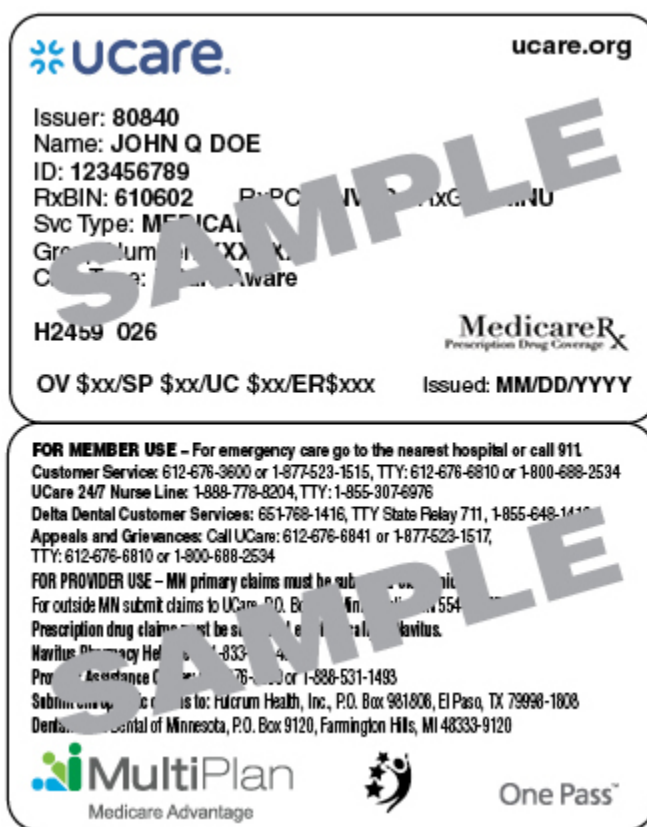 ucare.
ucare.org
Issuer: 80840
Name: JOHN Q DOE
ID: 123456789
RxBIN: 610602
Svc Type: MEDICAL
SAMPLE
Aware
H2459 026
MedicareRx
Prescription Drug Coverage
OV $xx/SP $xx/UC $xx/ER$xxx Issued: MM/DD/YYYY
FOR MEMBER USE – For emergency care go to the nearest hospital or call 911.
Customer Service: 612-676-3600 or 1-877-523-1515, TTY: 612-676-6810 or 1-800-688-2534
UCare 24/7 Nurse Line: 1-888-778-8204, TTY: 1-855-307-6976
Delta Dental Customer Services: 651-768-1416, TTY State Relay 711,
Appeals and Grievances: Call UCare: 612-676-6841 or 1-877-523-1517,
TTY: 612-676-6810 or 1-800-688-2534
FOR PROVIDER USE – MN primary claims must be
For outside MN submit claims to UCare, P.O.
Prescription drug claims must be
Navitus Pharmacy
SAMPLE
or 1-888-531-1493
to: Fulcrum Health, Inc., P.O. Box 981808, El Paso, TX 79998-1808
Dental of Minnesota, P.O. Box 9120, Farmington Hills, MI 48333-9120
MultiPlan
Medicare Advantage
One Pass™